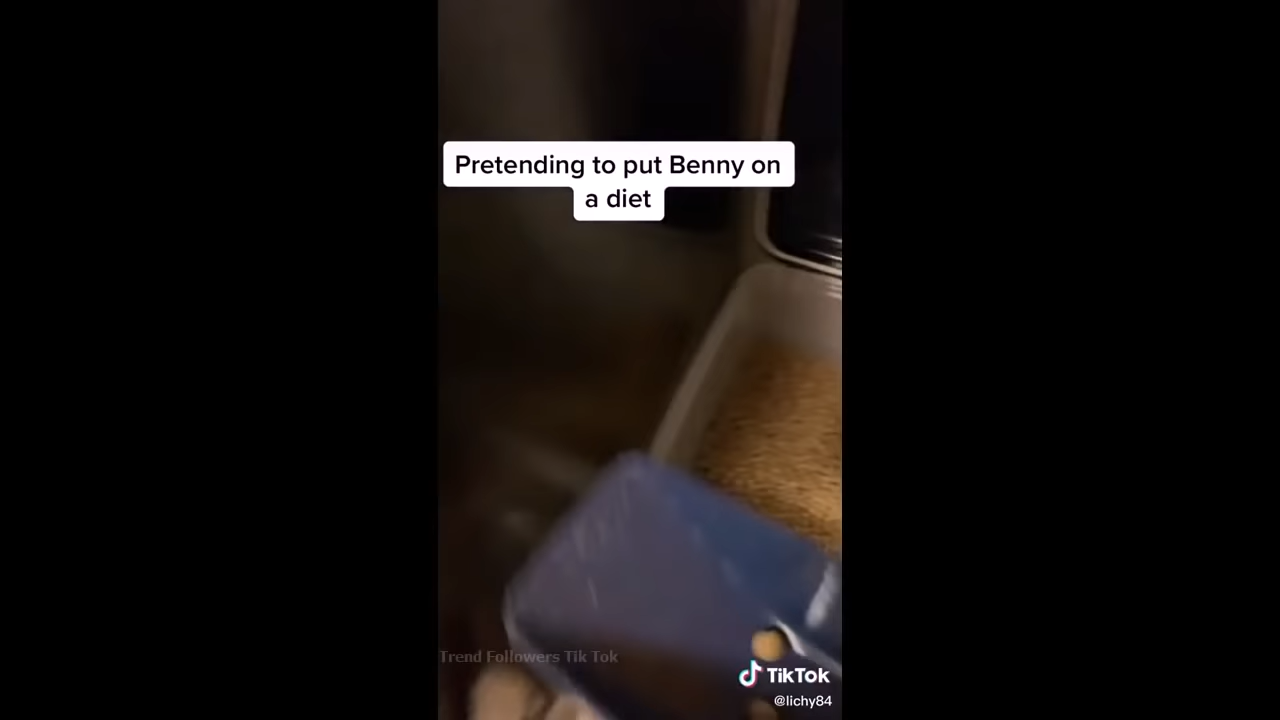 Pretending to put Benny on
a diet
Trend Followers Tik Tok
TikTok
@lichy84